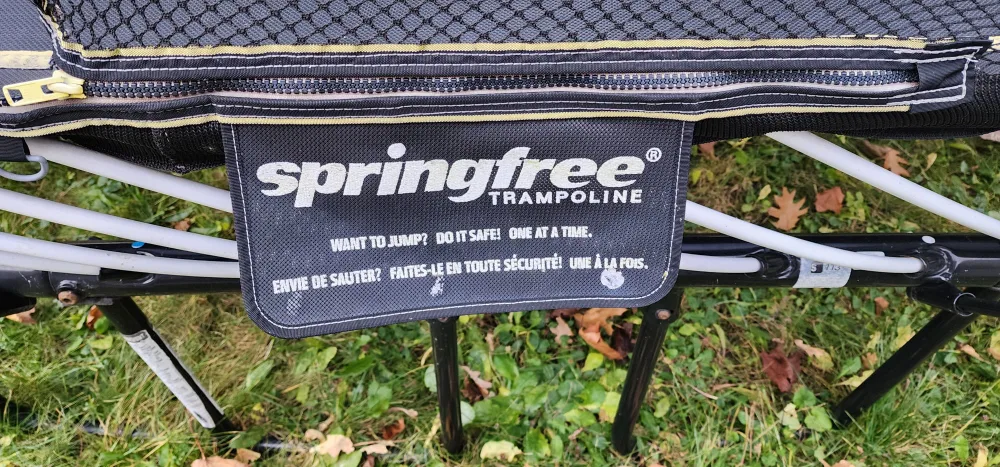 springfree®
TRAMPOLINE
WANT TO JUMP? DO IT SAFE! ONE AT A TIME.
ENVIE DE SAUTER? FAITES-LE EN TOUTE SÉCURITÉ! UNE À LA FOIS.